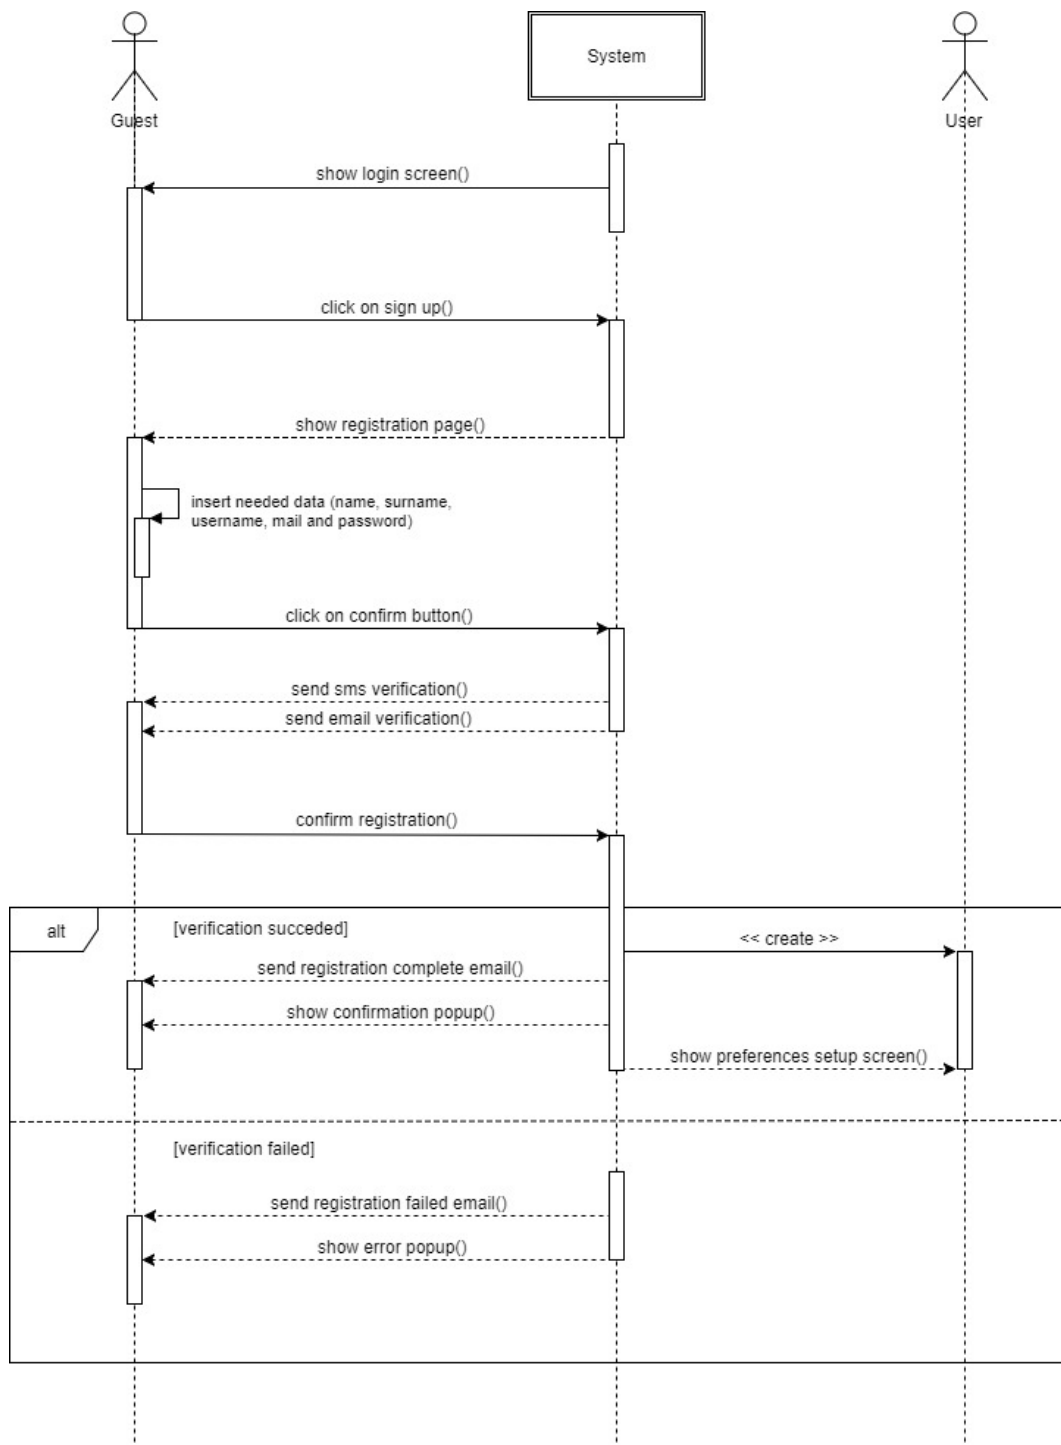 System
Guest
User
show login screen()
click on sign up()
show registration page()
insert needed data (name, surname,
username, mail and password)
click on confirm button()
send sms verification()
send email verification()
confirm registration()
alt
[verification succeded]
<< create >>
send registration complete email()
show confirmation popup()
show preferences setup screen()
[verification failed]
send registration failed email()
show error popup()